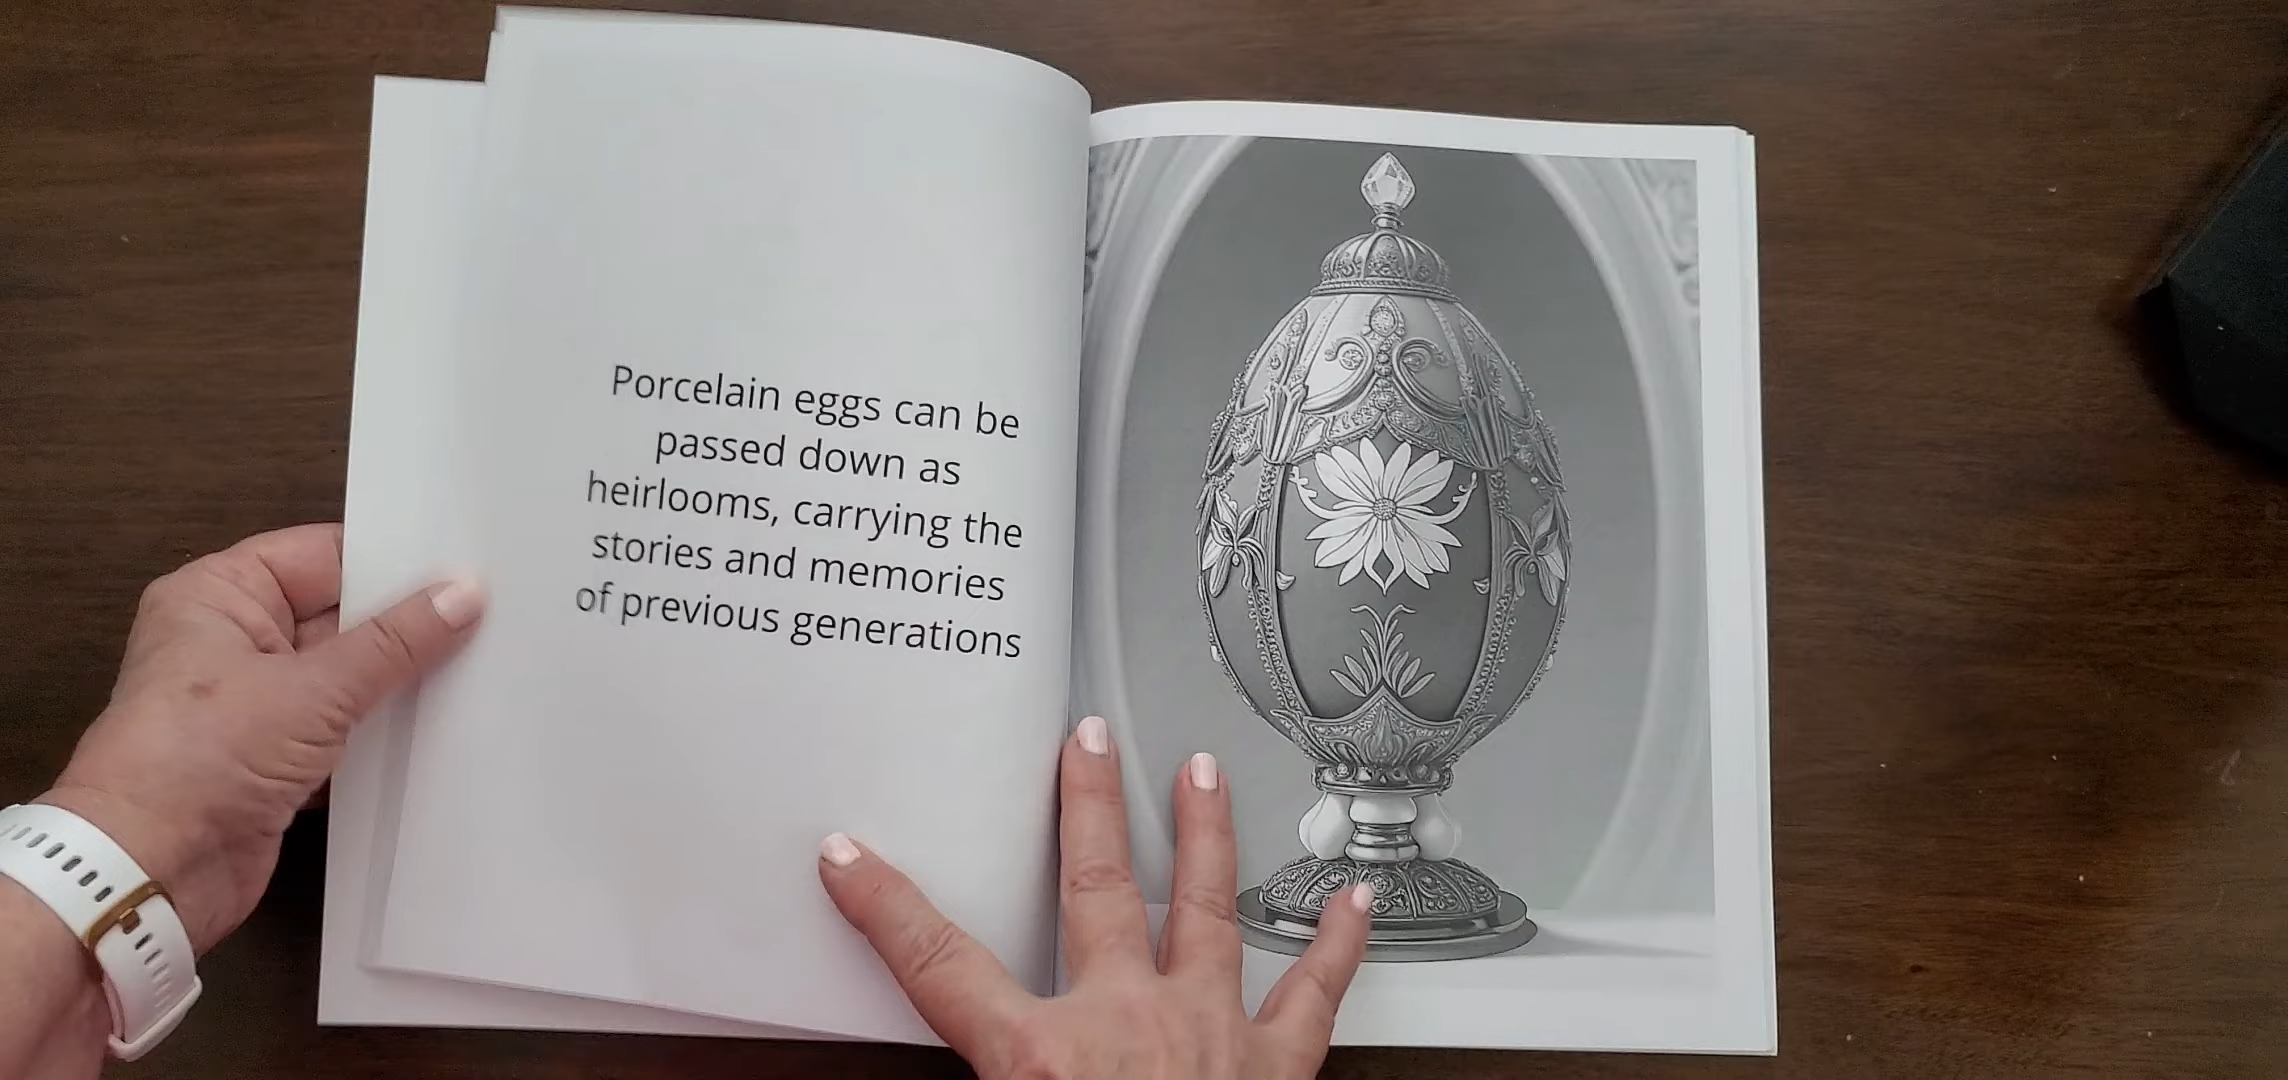 Porcelain eggs can be
passed down as
heirlooms, carrying the
stories and memories
of previous generations